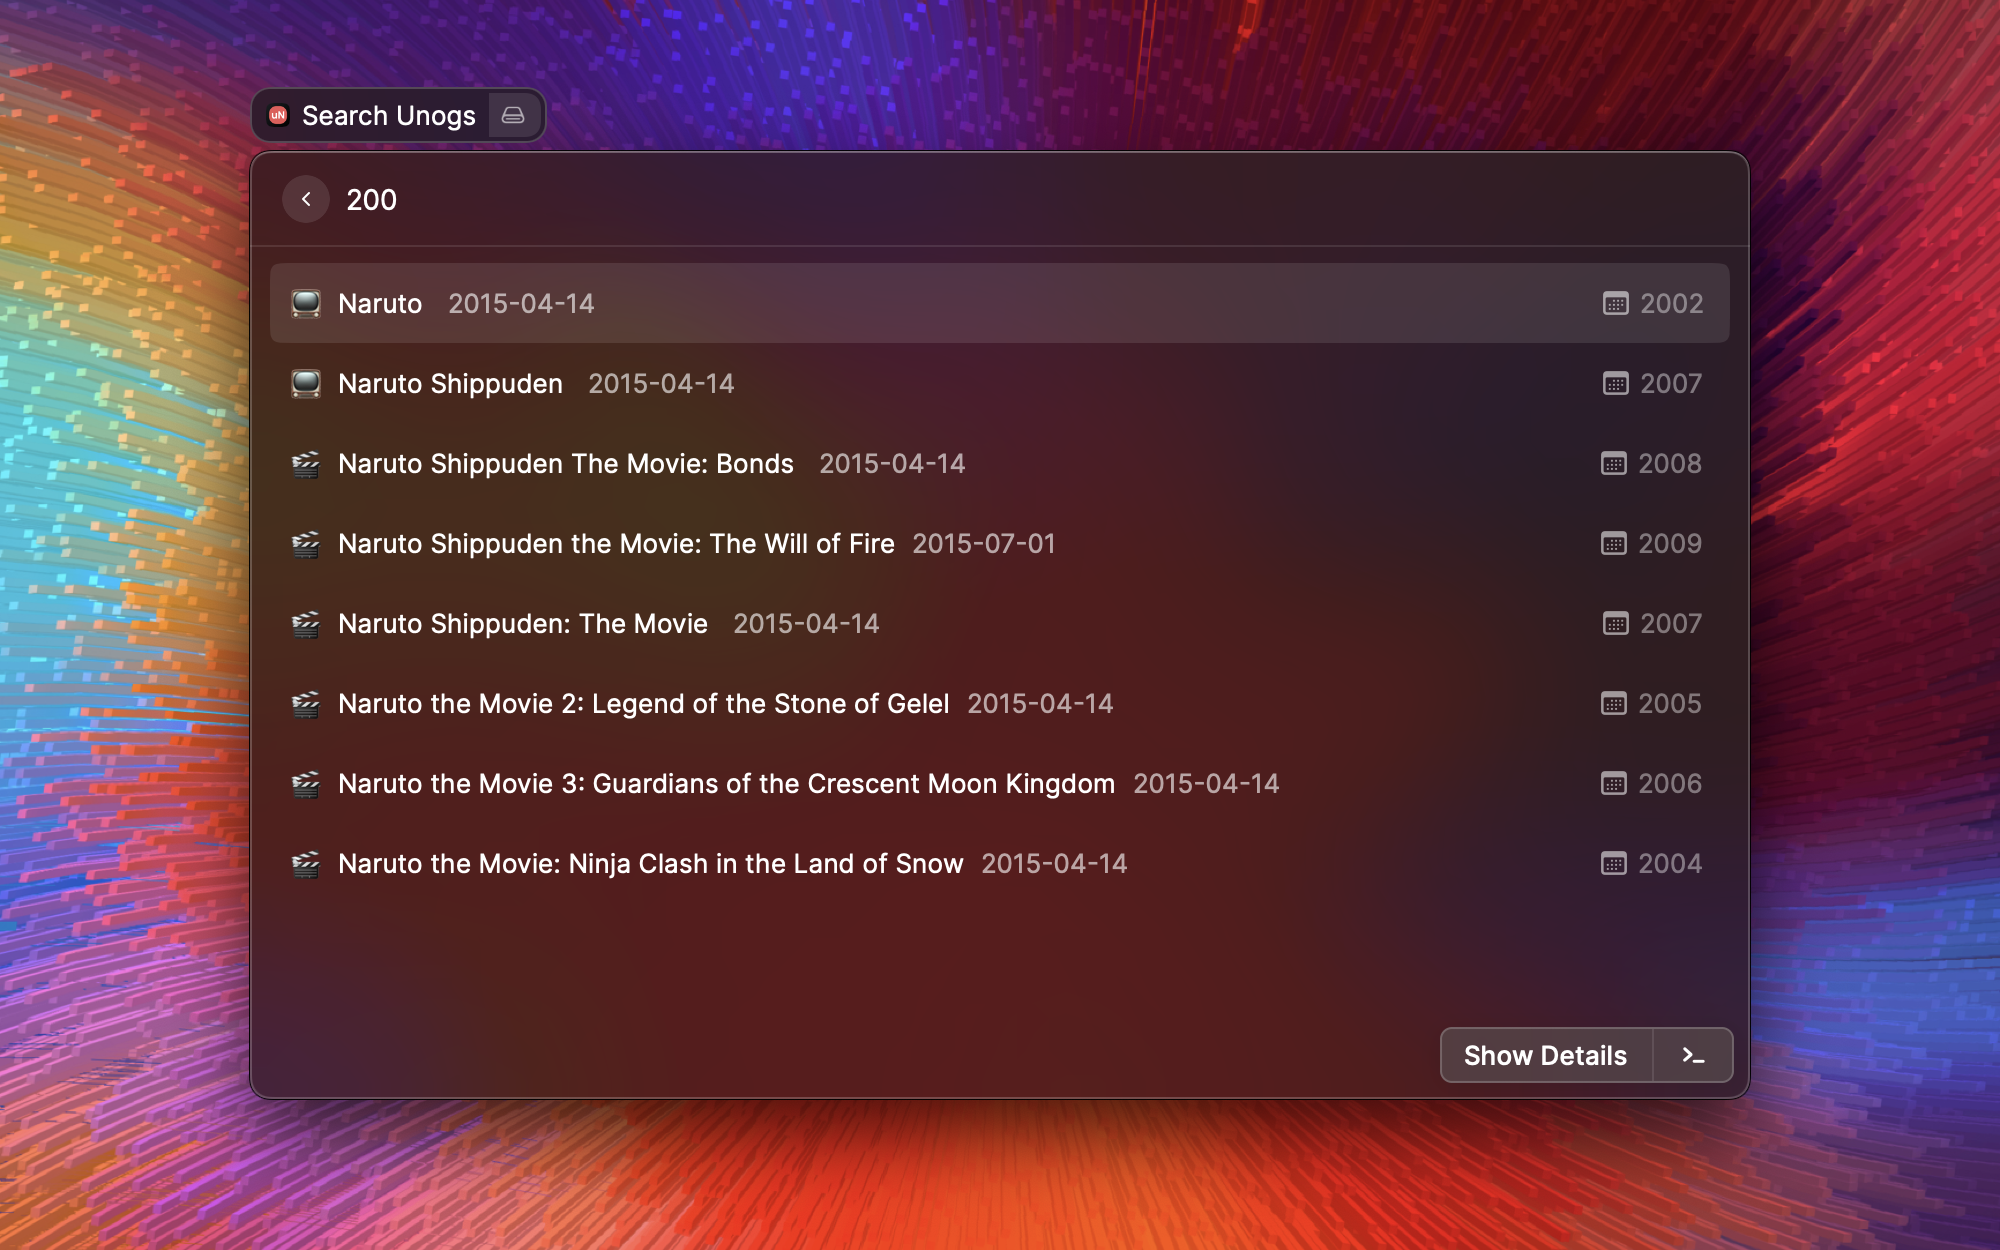 uN Search Unogs
200
Naruto 2015-04-14 2002
Naruto Shippuden 2015-04-14 2007
Naruto Shippuden The Movie: Bonds 2015-04-14 2008
Naruto Shippuden the Movie: The Will of Fire 2015-07-01 2009
Naruto Shippuden: The Movie 2015-04-14 2007
Naruto the Movie 2: Legend of the Stone of Gelel 2015-04-14 2005
Naruto the Movie 3: Guardians of the Crescent Moon Kingdom 2015-04-14 2006
Naruto the Movie: Ninja Clash in the Land of Snow 2015-04-14 2004
Show Details